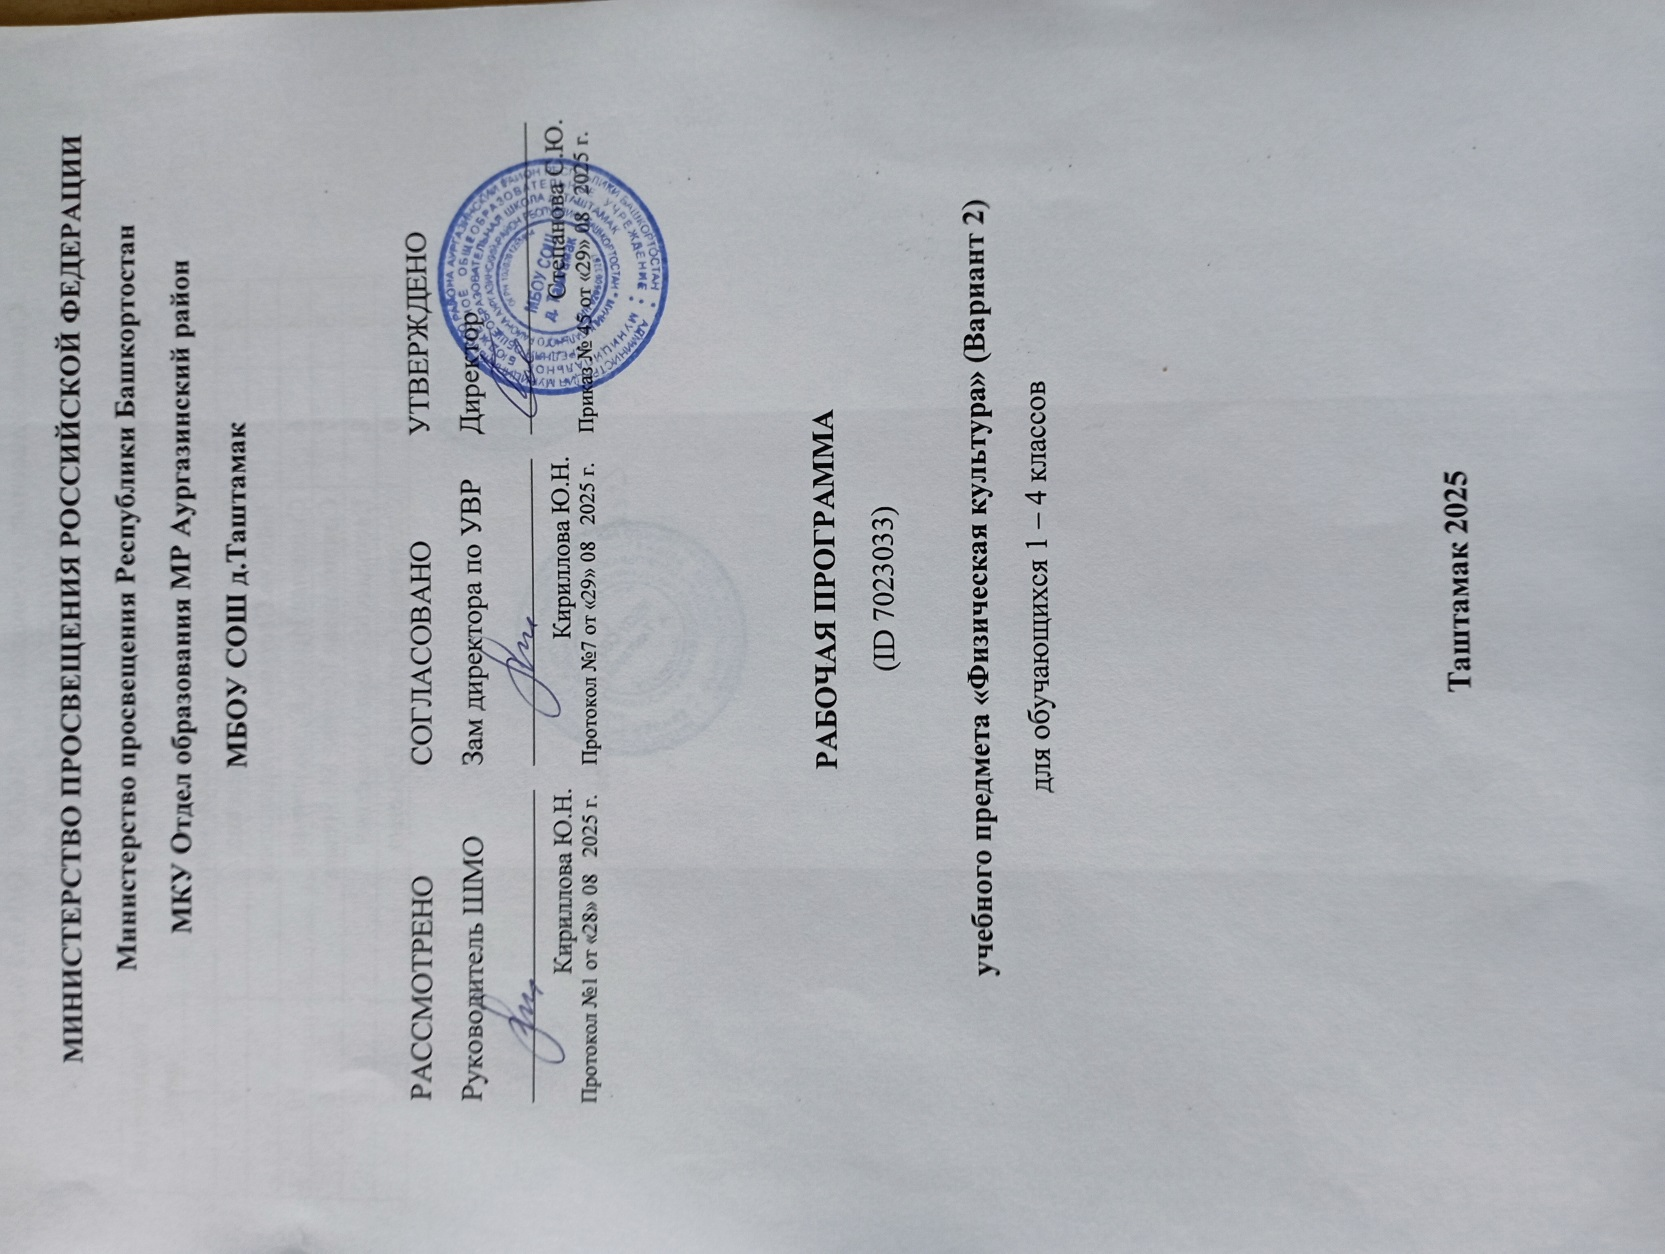 МИНИСТЕРСТВО ПРОСВЕЩЕНИЯ РОССИЙСКОЙ ФЕДЕРАЦИИ
Министерство просвещения Республики Башкортостан
МКУ Отдел образования МР Аургазинский район
МБОУ СОШ д.Таштамак
РАССМОТРЕНО
Руководитель ШМО
Кириллова Ю.Н.
Протокол №1 от «28» 08 2025 г.
СОГЛАСОВАНО
Зам директора по УВР
Кириллова Ю.Н.
Протокол №7 от «29» 08 2025 г.
УТВЕРЖДЕНО
Директор
Степанова С.Ю.
Приказ № 45 от «29» 08 2025 г.
МБОУ СОШ
РАБОЧАЯ ПРОГРАММА
(ID 7023033)
учебного предмета «Физическая культура» (Вариант 2)
для обучающихся 1 – 4 классов
Таштамак 2025